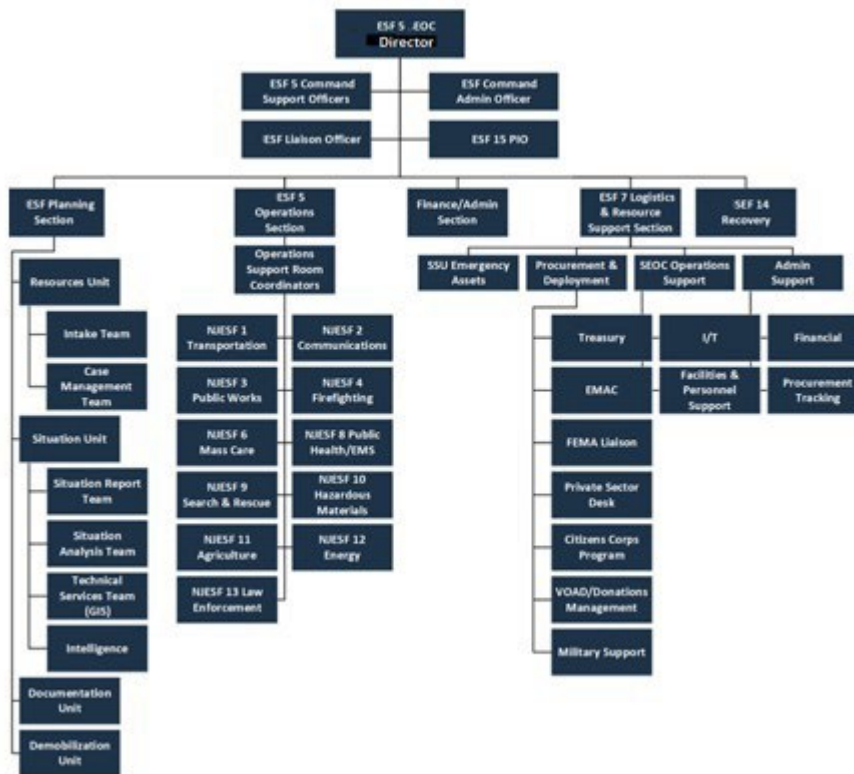 ESF 5 .EOC
Director
ESF 5 Command
Support Officers
ESF Command
Admin Officer
ESF Liaison Officer
ESF 15 PIO
ESF Planning
Section
ESF 5
Operations
Section
Finance/Admin
Section
ESF 7 Logistics
& Resource
Support Section
SEF 14
Recovery
Operations
Support Room
Coordinators
SSU Emergency
Assets
Procurement &
Deployment
SEOC Operations
Support
Admin
Support
Resources Unit
Intake Team
Case
Management
Team
Situation Unit
Situation Report
Team
Situation
Analysis Team
Technical
Services Team
(GIS)
Intelligence
Documentation
Unit
Demobilization
Unit
NJESF 1
Transportation
NJESF 2
Communications
NJESF 3
Public Works
NJESF 4
Firefighting
NJESF 6
Mass Care
NJESF 8 Public
Health/EMS
NJESF 9
Search & Rescue
NJESF 10
Hazardous
Materials
NJESF 11
Agriculture
NJESF 12
Energy
NJESF 13 Law
Enforcement
Treasury
EMAC
FEMA Liaison
Private Sector
Desk
Citizens Corps
Program
VOAD/Donations
Management
Military Support
I/T
Facilities &
Personnel
Support
Financial
Procurement
Tracking